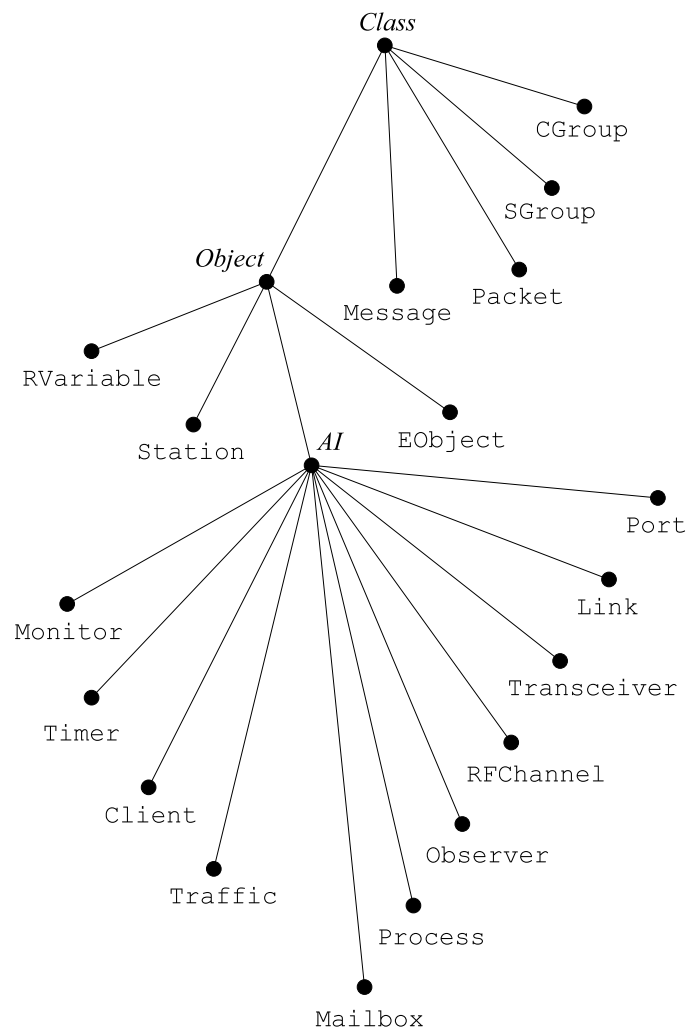 Class
CGroup
SGroup
Object
Packet
Message
RVariable
Station
EObject
AI
Port
Link
Monitor
Transceiver
Timer
RFChannel
Client
Observer
Traffic
Process
Mailbox